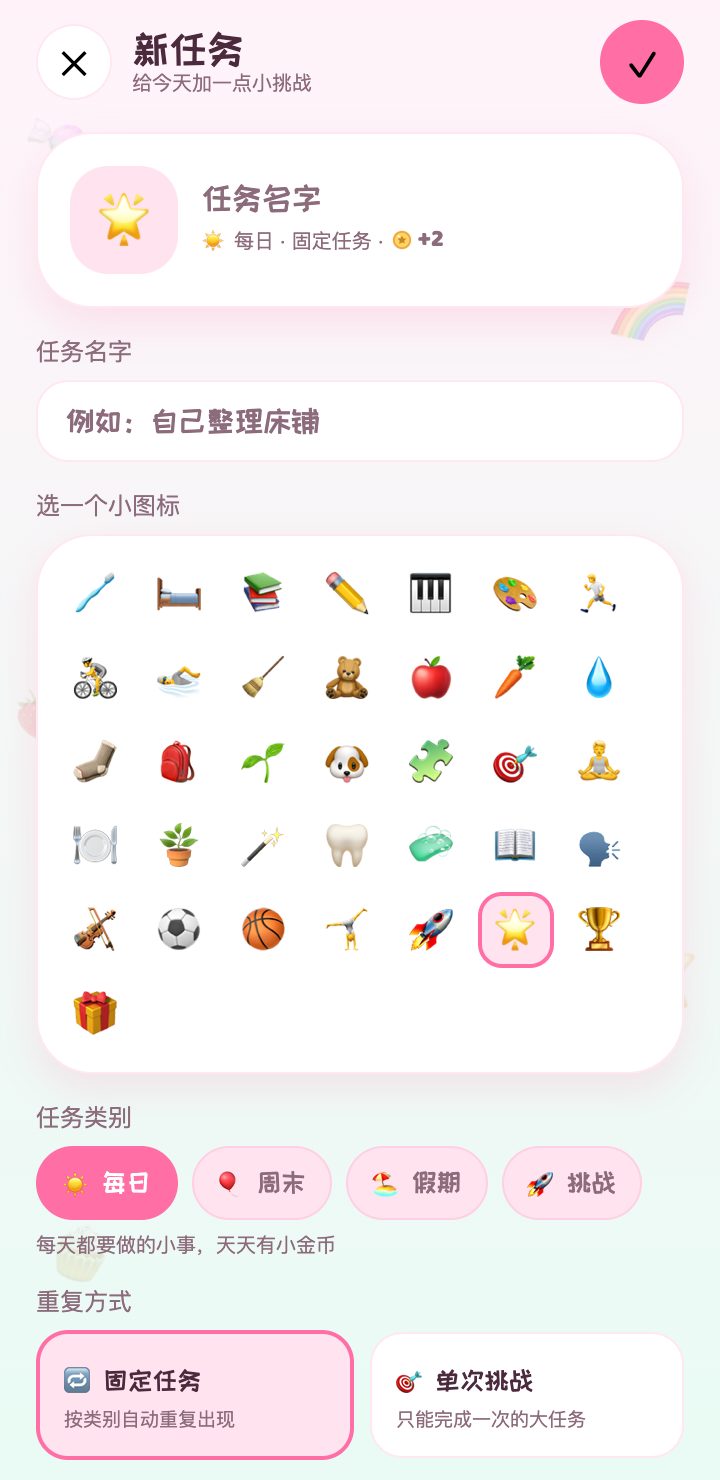 新任务
给今天加一点小挑战
任务名字
每日 · 固定任务 · +2
任务名字
例如：自己整理床铺
选一个小图标
任务类别
每日 周末 假期 挑战
每天都要做的小事，天天有小金币
重复方式
固定任务 单次挑战
按类别自动重复出现 只能完成一次的大任务